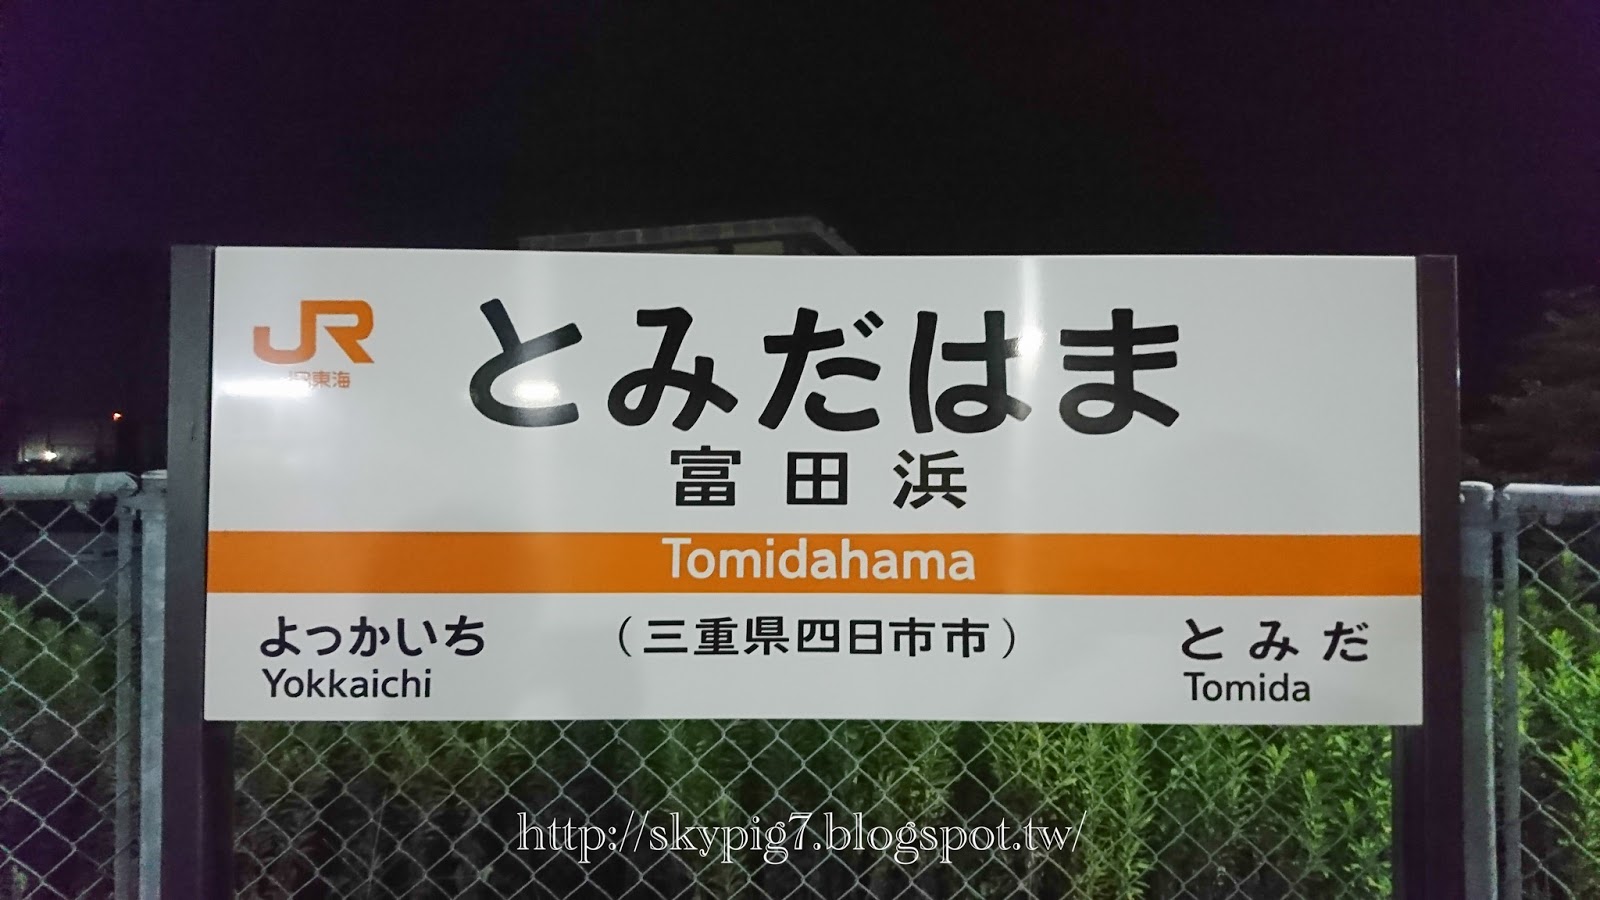 JR
JR東海
とみだはま
富田浜
Tomidahama
よっかいち
Yokkaichi
(三重県四日市市)
とみだ
Tomida
http://skypig7.blogspot.tw/